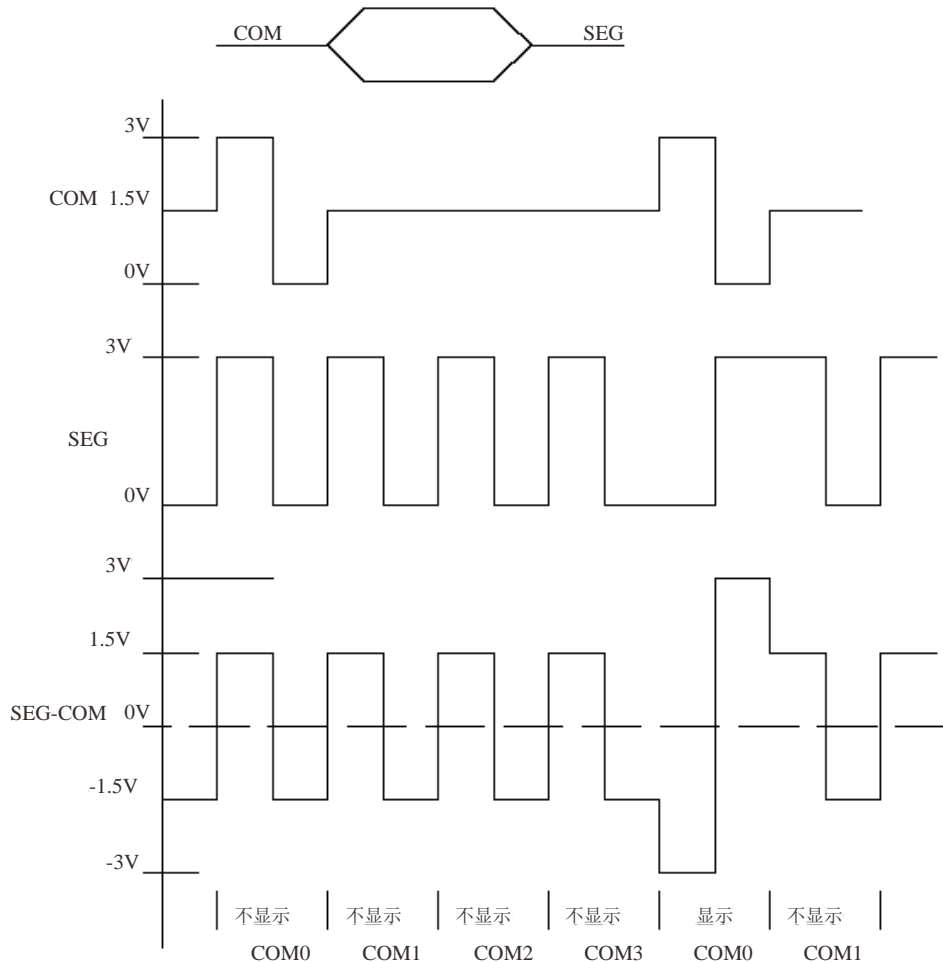 COM SEG
3V
COM 1.5V
0V
3V
SEG
0V
3V
1.5V
SEG-COM 0V
-1.5V
-3V
不显示 不显示 不显示 不显示 显示 不显示
COM0 COM1 COM2 COM3 COM0 COM1